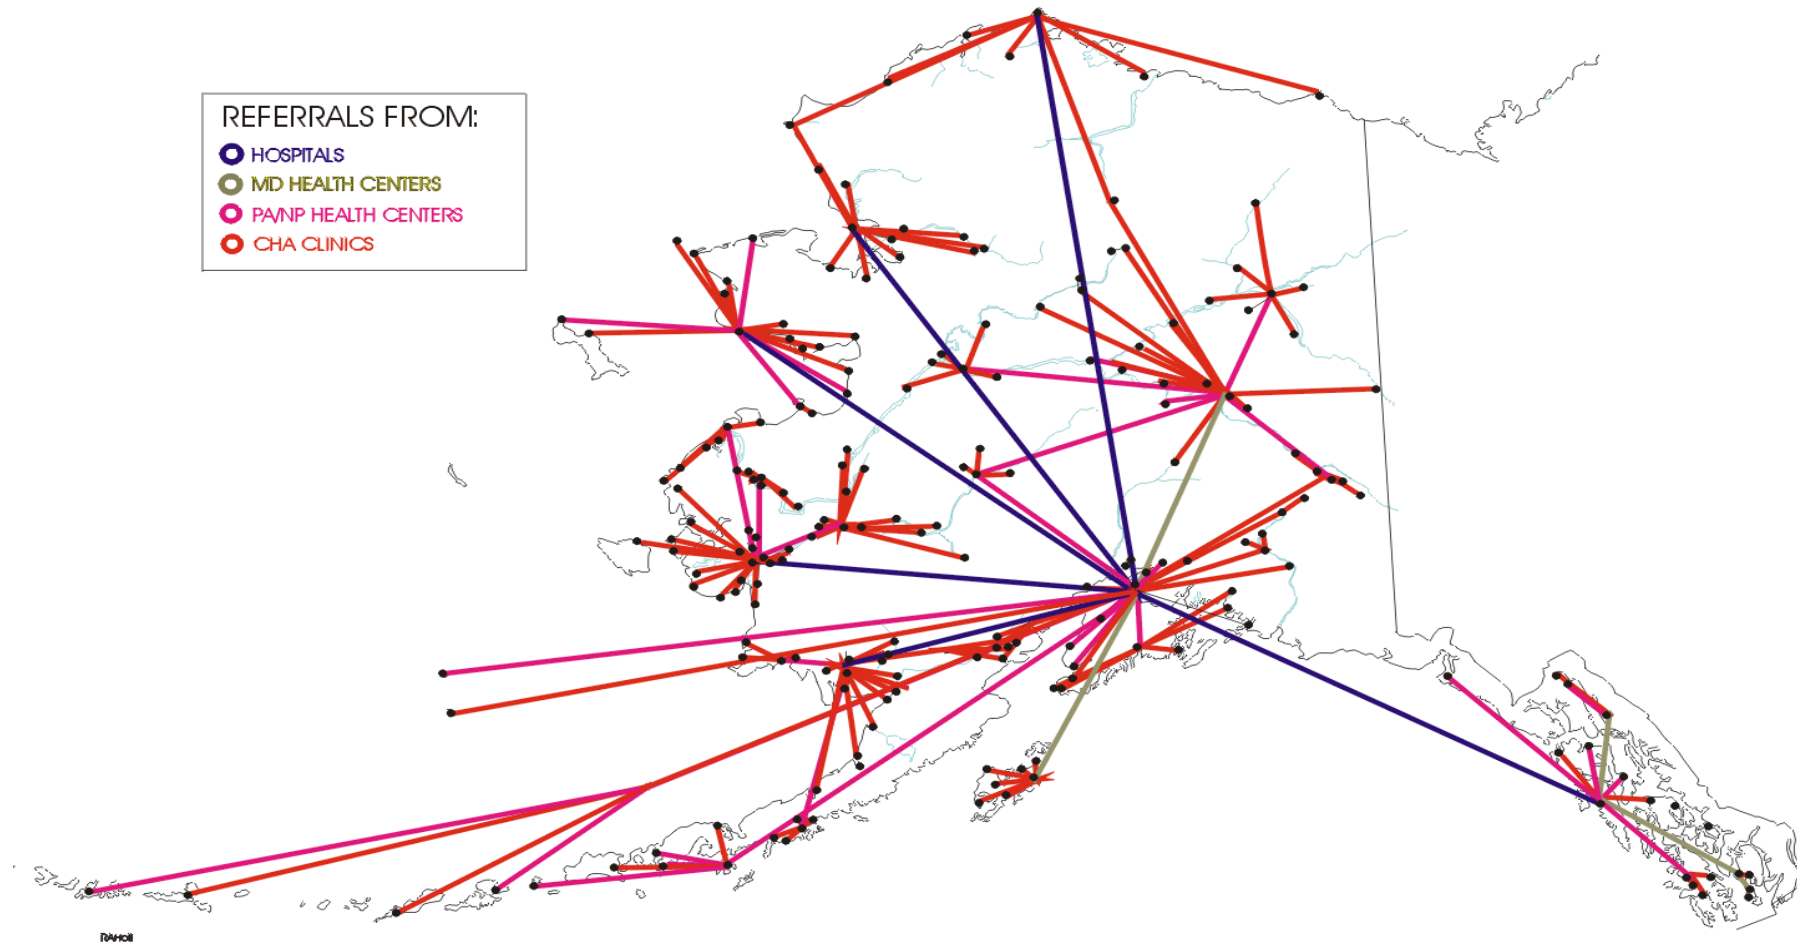 REFERRALS FROM:
HOSPITALS
MD HEALTH CENTERS
PA/NP HEALTH CENTERS
CHA CLINICS